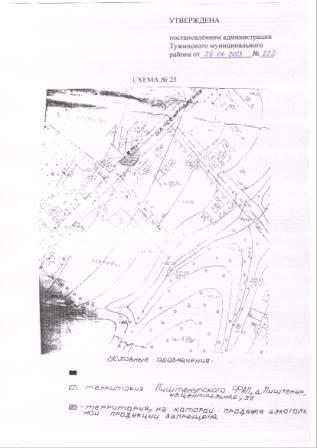 УТВЕРЖДЕНА
постановлением администрации
Тужинского муниципального
района от 29.04.2013 № 222
СХЕМА № 25
Условные обозначения:
- территория Пиштенурского ФАП, д. Пиштенур,
ул. Центральная, 35
- территория, на которой продажа алкоголь
ной продукции запрещена